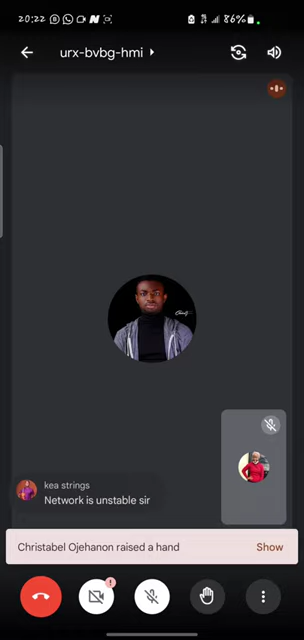 20:22
86%
urx-bvbg-hmi
kea strings
Network is unstable sir
Christabel Ojehanon raised a hand
Show